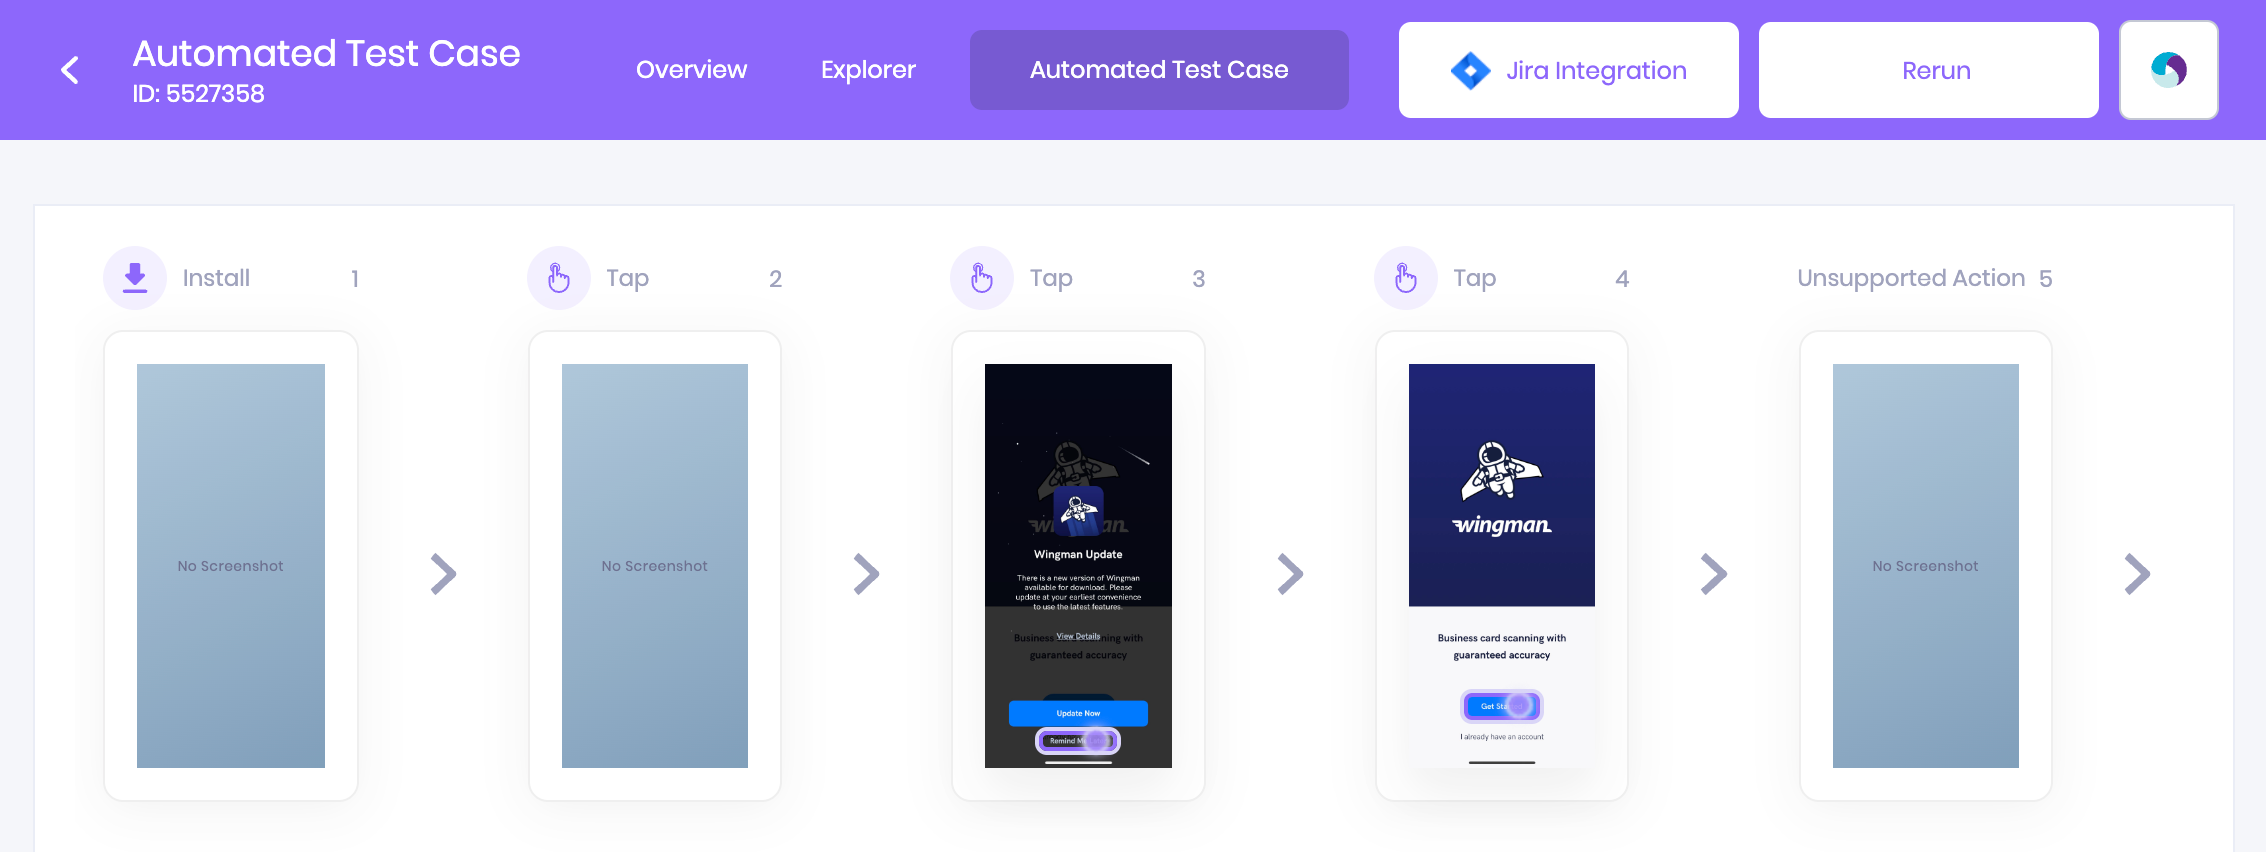 Automated Test Case
ID: 5527358
Overview
Explorer
Automated Test Case
Jira Integration
Rerun
Install 1
Tap 2
Tap 3
Tap 4
Unsupported Action 5
No Screenshot
No Screenshot
Wingman Update
There is a new version of Wingman
available for download. Please
update at your earliest convenience
to use the latest features.
View Details
Business card scanning with
guaranteed accuracy
Update Now
Remind
wingman
Business card scanning with
guaranteed accuracy
Get
I already have an account
No Screenshot